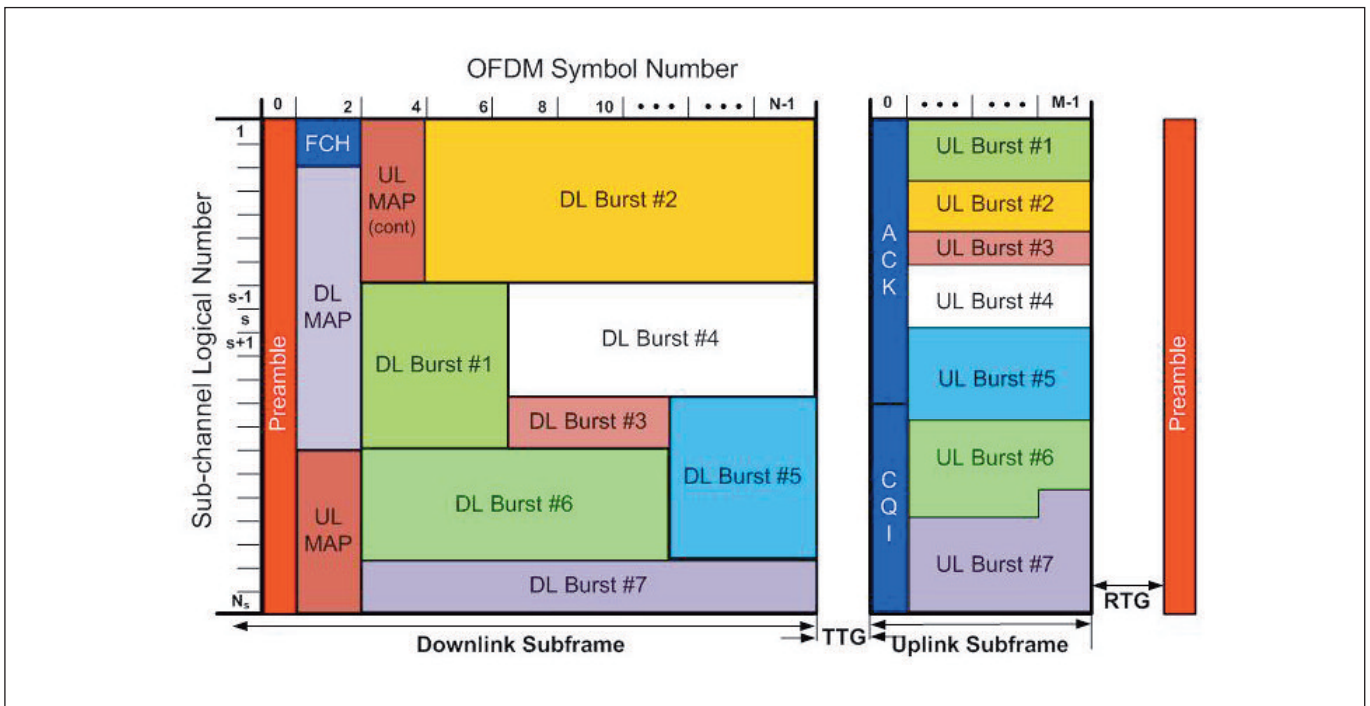 OFDM Symbol Number
0 2 4 6 8 10 • • • • • • N-1
0 • • • • • • M-1
Sub-channel Logical Number
1
s-1
s
s+1
Ns
Preamble
FCH
DL
MAP
UL
MAP
UL
MAP
(cont)
DL Burst #2
DL Burst #1
DL Burst #4
DL Burst #3
DL Burst #5
DL Burst #6
DL Burst #7
A
C
K
C
Q
I
UL Burst #1
UL Burst #2
UL Burst #3
UL Burst #4
UL Burst #5
UL Burst #6
UL Burst #7
RTG
Preamble
Downlink Subframe
TTG
Uplink Subframe